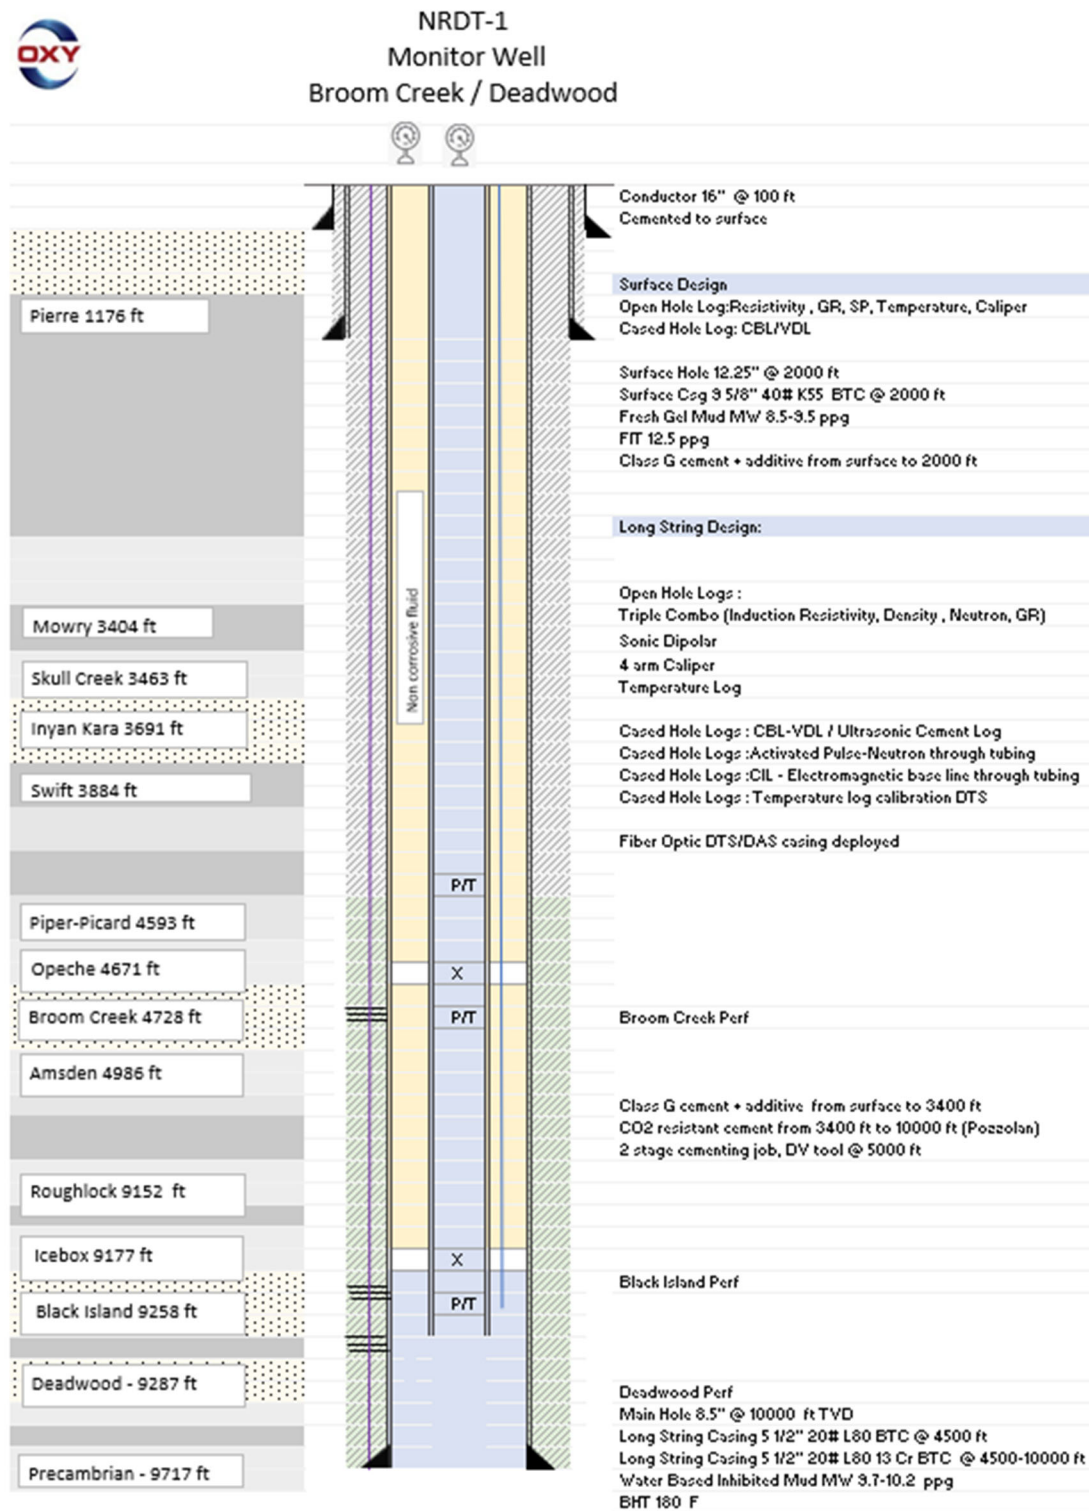 OXY
NRDT-1
Monitor Well
Broom Creek / Deadwood
Conductor 16" @ 100 ft
Cemented to surface
Surface Design
Open Hole Log:Resistivity , GR, SP, Temperature, Caliper
Pierre 1176 ft
Cased Hole Log: CBL/VDL
Surface Hole 12.25" @ 2000 ft
Surface Csg 9 5/8" 40# K55 BTC @ 2000 ft
Fresh Gel Mud MW 8.5-9.5 ppg
FIT 12.5 ppg
Class G cement + additive from surface to 2000 ft
Long String Design:
Non corrosive fluid
Open Hole Logs :
Triple Combo (Induction Resistivity, Density , Neutron, GR)
Mowry 3404 ft
Sonic Dipolar
4 arm Caliper
Skull Creek 3463 ft
Temperature Log
Inyan Kara 3691 ft
Cased Hole Logs : CBL-VDL / Ultrasonic Cement Log
Cased Hole Logs :Activated Pulse-Neutron through tubing
Cased Hole Logs :CIL - Electromagnetic base line through tubing
Swift 3884 ft
Cased Hole Logs : Temperature log calibration DTS
Fiber Optic DTS/DAS casing deployed
P/T
Piper-Picard 4593 ft
Opeche 4671 ft
X
Broom Creek 4728 ft
P/T
Broom Creek Perf
Amsden 4986 ft
Class G cement + additive from surface to 3400 ft
CO2 resistant cement from 3400 ft to 10000 ft (Pozzolan)
2 stage cementing job, DV tool @ 5000 ft
Roughlock 9152 ft
Icebox 9177 ft
X
Black Island Perf
Black Island 9258 ft
P/T
Deadwood - 9287 ft
Deadwood Perf
Main Hole 8.5" @ 10000 ft TVD
Long String Casing 5 1/2" 20# L80 BTC @ 4500 ft
Long String Casing 5 1/2" 20# L80 13 Cr BTC @ 4500-10000 ft
Precambrian - 9717 ft
Water Based Inhibited Mud MW 9.7-10.2 ppg
BHT 180 F